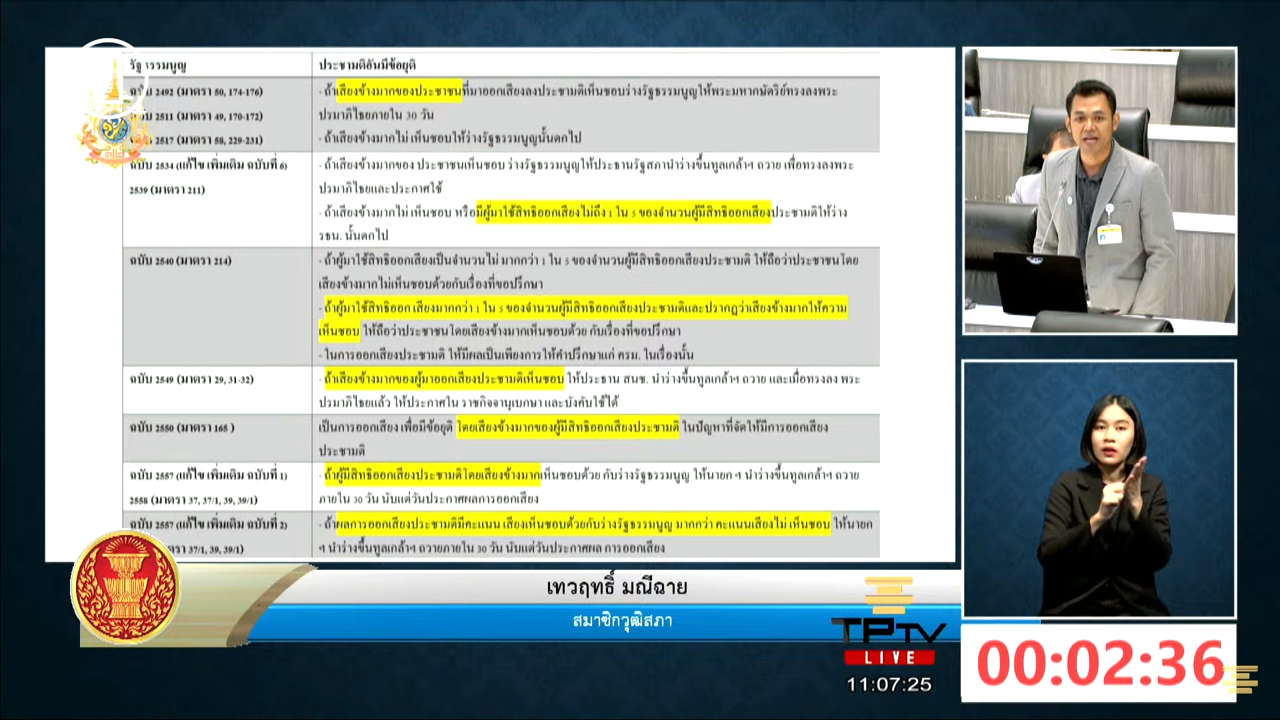 รัฐธรรมนูญ ประชามติอันมีข้อยุติ
ฉบับ 2492 (มาตรา 80, 174-176) - ถ้าเสียงข้างมากของประชาชนที่มาออกเสียงลงประชามติเห็นชอบร่างรัฐธรรมนูญให้พระมหากษัตริย์ทรงลงพระ
2511 (มาตรา 49, 170-172) ปรมาภิไธยภายใน 30 วัน
2517 (มาตรา 58, 229-231) - ถ้าเสียงข้างมากไม่ เห็นชอบให้ร่างรัฐธรรมนูญนั้นตกไป
ฉบับ 2534 (แก้ไข เพิ่มเติม ฉบับที่ 6) - ถ้าเสียงข้างมากของ ประชาชนเห็นชอบ ร่างรัฐธรรมนูญให้ประธานรัฐสภานำร่างขึ้นทูลเกล้าฯ ถวาย เพื่อทรงลงพระ
2539 (มาตรา 211) ปรมาภิไธยและประกาศใช้
- ถ้าเสียงข้างมากไม่ เห็นชอบ หรือมีผู้มาใช้สิทธิออกเสียงไม่ถึง 1 ใน 5 ของจำนวนผู้มีสิทธิออกเสียงประชามติให้ร่าง
รธน. นั้นตกไป
ฉบับ 2540 (มาตรา 214) - ถ้าผู้มาใช้สิทธิออกเสียงเป็นจำนวนไม่ มากกว่า 1 ใน 5 ของจำนวนผู้มีสิทธิออกเสียงประชามติ ให้ถือว่าประชาชนโดย
เสียงข้างมากไม่เห็นชอบด้วยกับเรื่องที่ขอปรึกษา
- ถ้าผู้มาใช้สิทธิออก เสียงมากกว่า 1 ใน 5 ของจำนวนผู้มีสิทธิออกเสียงประชามติและปรากฏว่าเสียงข้างมากให้ความ
เห็นชอบ ให้ถือว่าประชาชนโดยเสียงข้างมากเห็นชอบด้วย กับเรื่องที่ขอปรึกษา
- ในการออกเสียงประชามติ ให้มีผลเป็นเพียงการให้คำปรึกษาแก่ ครม. ในเรื่องนั้น
ฉบับ 2549 (มาตรา 29, 31-32) - ถ้าเสียงข้างมากของผู้มาออกเสียงประชามติเห็นชอบ ให้ประธาน สนช. นำร่างขึ้นทูลเกล้าฯ ถวาย และเมื่อทรงลง พระ
ปรมาภิไธยแล้ว ให้ประกาศใน ราชกิจจานุเบกษา และบังคับใช้ได้
ฉบับ 2550 (มาตรา 165 ) เป็นการออกเสียง เพื่อมีข้อยุติ โดยเสียงข้างมากของผู้มีสิทธิออกเสียงประชามติ ในปัญหาที่จัดให้มีการออกเสียง
ประชามติ
ฉบับ 2557 (แก้ไข เพิ่มเติม ฉบับที่ 1) - ถ้าผู้มีสิทธิออกเสียงประชามติโดยเสียงข้างมากเห็นชอบด้วย กับร่างรัฐธรรมนูญ ให้นายก ฯ นำร่างขึ้นทูลเกล้าฯ ถวาย
2558 (มาตรา 37, 37/1, 39, 39/1) ภายใน 30 วัน นับแต่วันประกาศผลการออกเสียง
ฉบับ 2557 (แก้ไข เพิ่มเติม ฉบับที่ 2) - ถ้าผลการออกเสียงประชามติมีคะแนน เสียงเห็นชอบด้วยกับร่างรัฐธรรมนูญ มากกว่า คะแนนเสียงไม่ เห็นชอบ ให้นายก
37/1, 39, 39/1) ฯ นำร่างขึ้นทูลเกล้าฯ ถวายภายใน 30 วัน นับแต่วันประกาศผล การออกเสียง
เทวฤทธิ์ มณีฉาย
สมาชิกวุฒิสภา
TPTV
LIVE
11:07:25
00:02:36